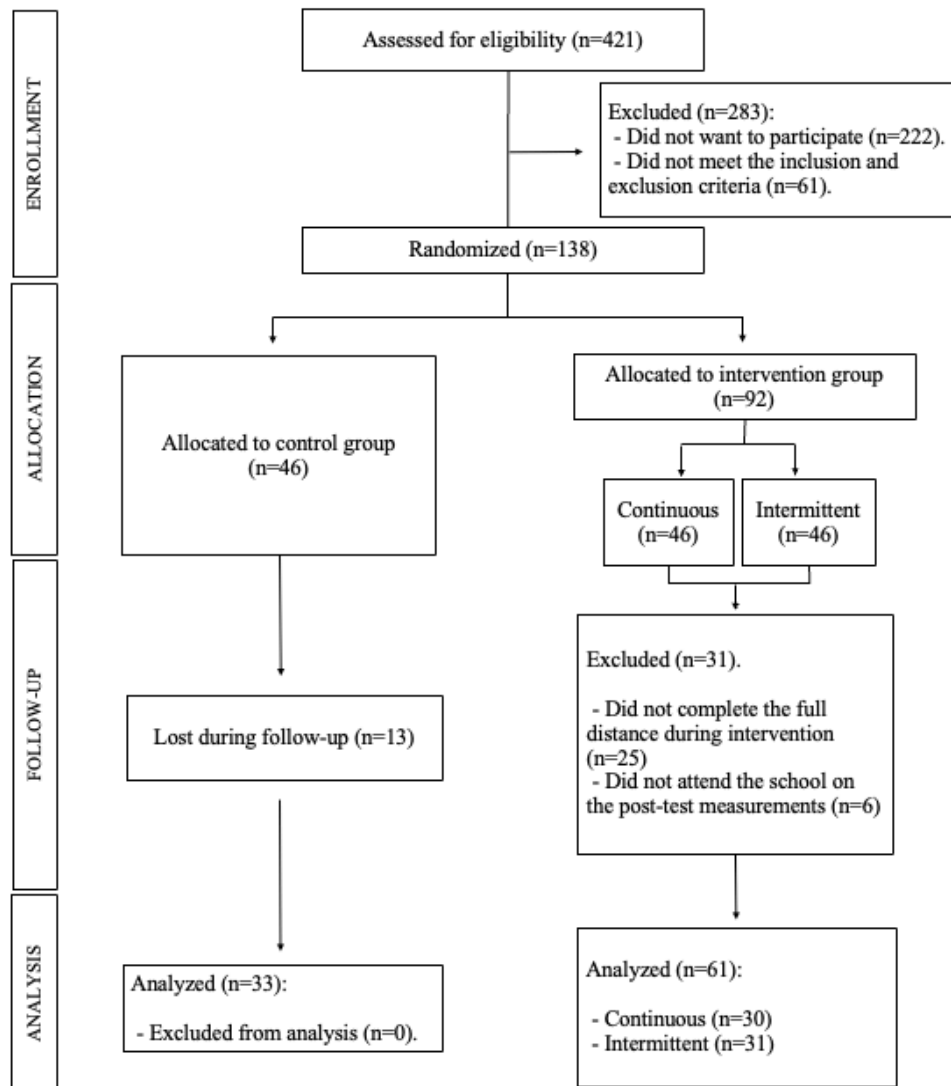 ENROLLMENT
Assessed for eligibility (n=421)
Excluded (n=283):
- Did not want to participate (n=222).
- Did not meet the inclusion and
exclusion criteria (n=61).
Randomized (n=138)
ALLOCATION
Allocated to control group
(n=46)
Allocated to intervention group
(n=92)
Continuous
(n=46)
Intermittent
(n=46)
FOLLOW-UP
Lost during follow-up (n=13)
Excluded (n=31).
- Did not complete the full
distance during intervention
(n=25)
- Did not attend the school on
the post-test measurements (n=6)
ANALYSIS
Analyzed (n=33):
- Excluded from analysis (n=0).
Analyzed (n=61):
- Continuous (n=30)
- Intermittent (n=31)